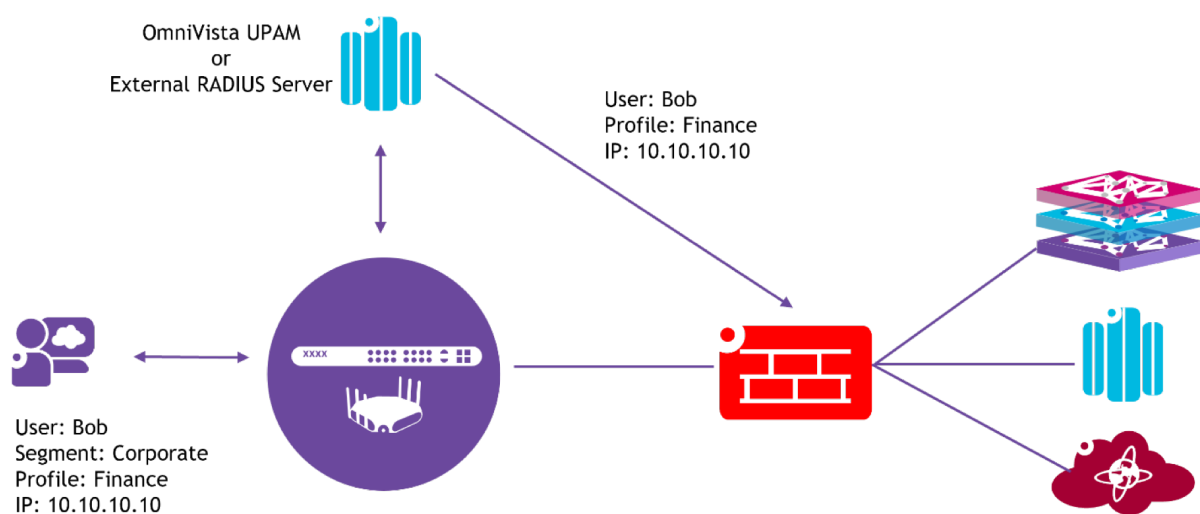 OmniVista UPAM
or
External RADIUS Server
User: Bob
Profile: Finance
IP: 10.10.10.10
XXXX
User: Bob
Segment: Corporate
Profile: Finance
IP: 10.10.10.10